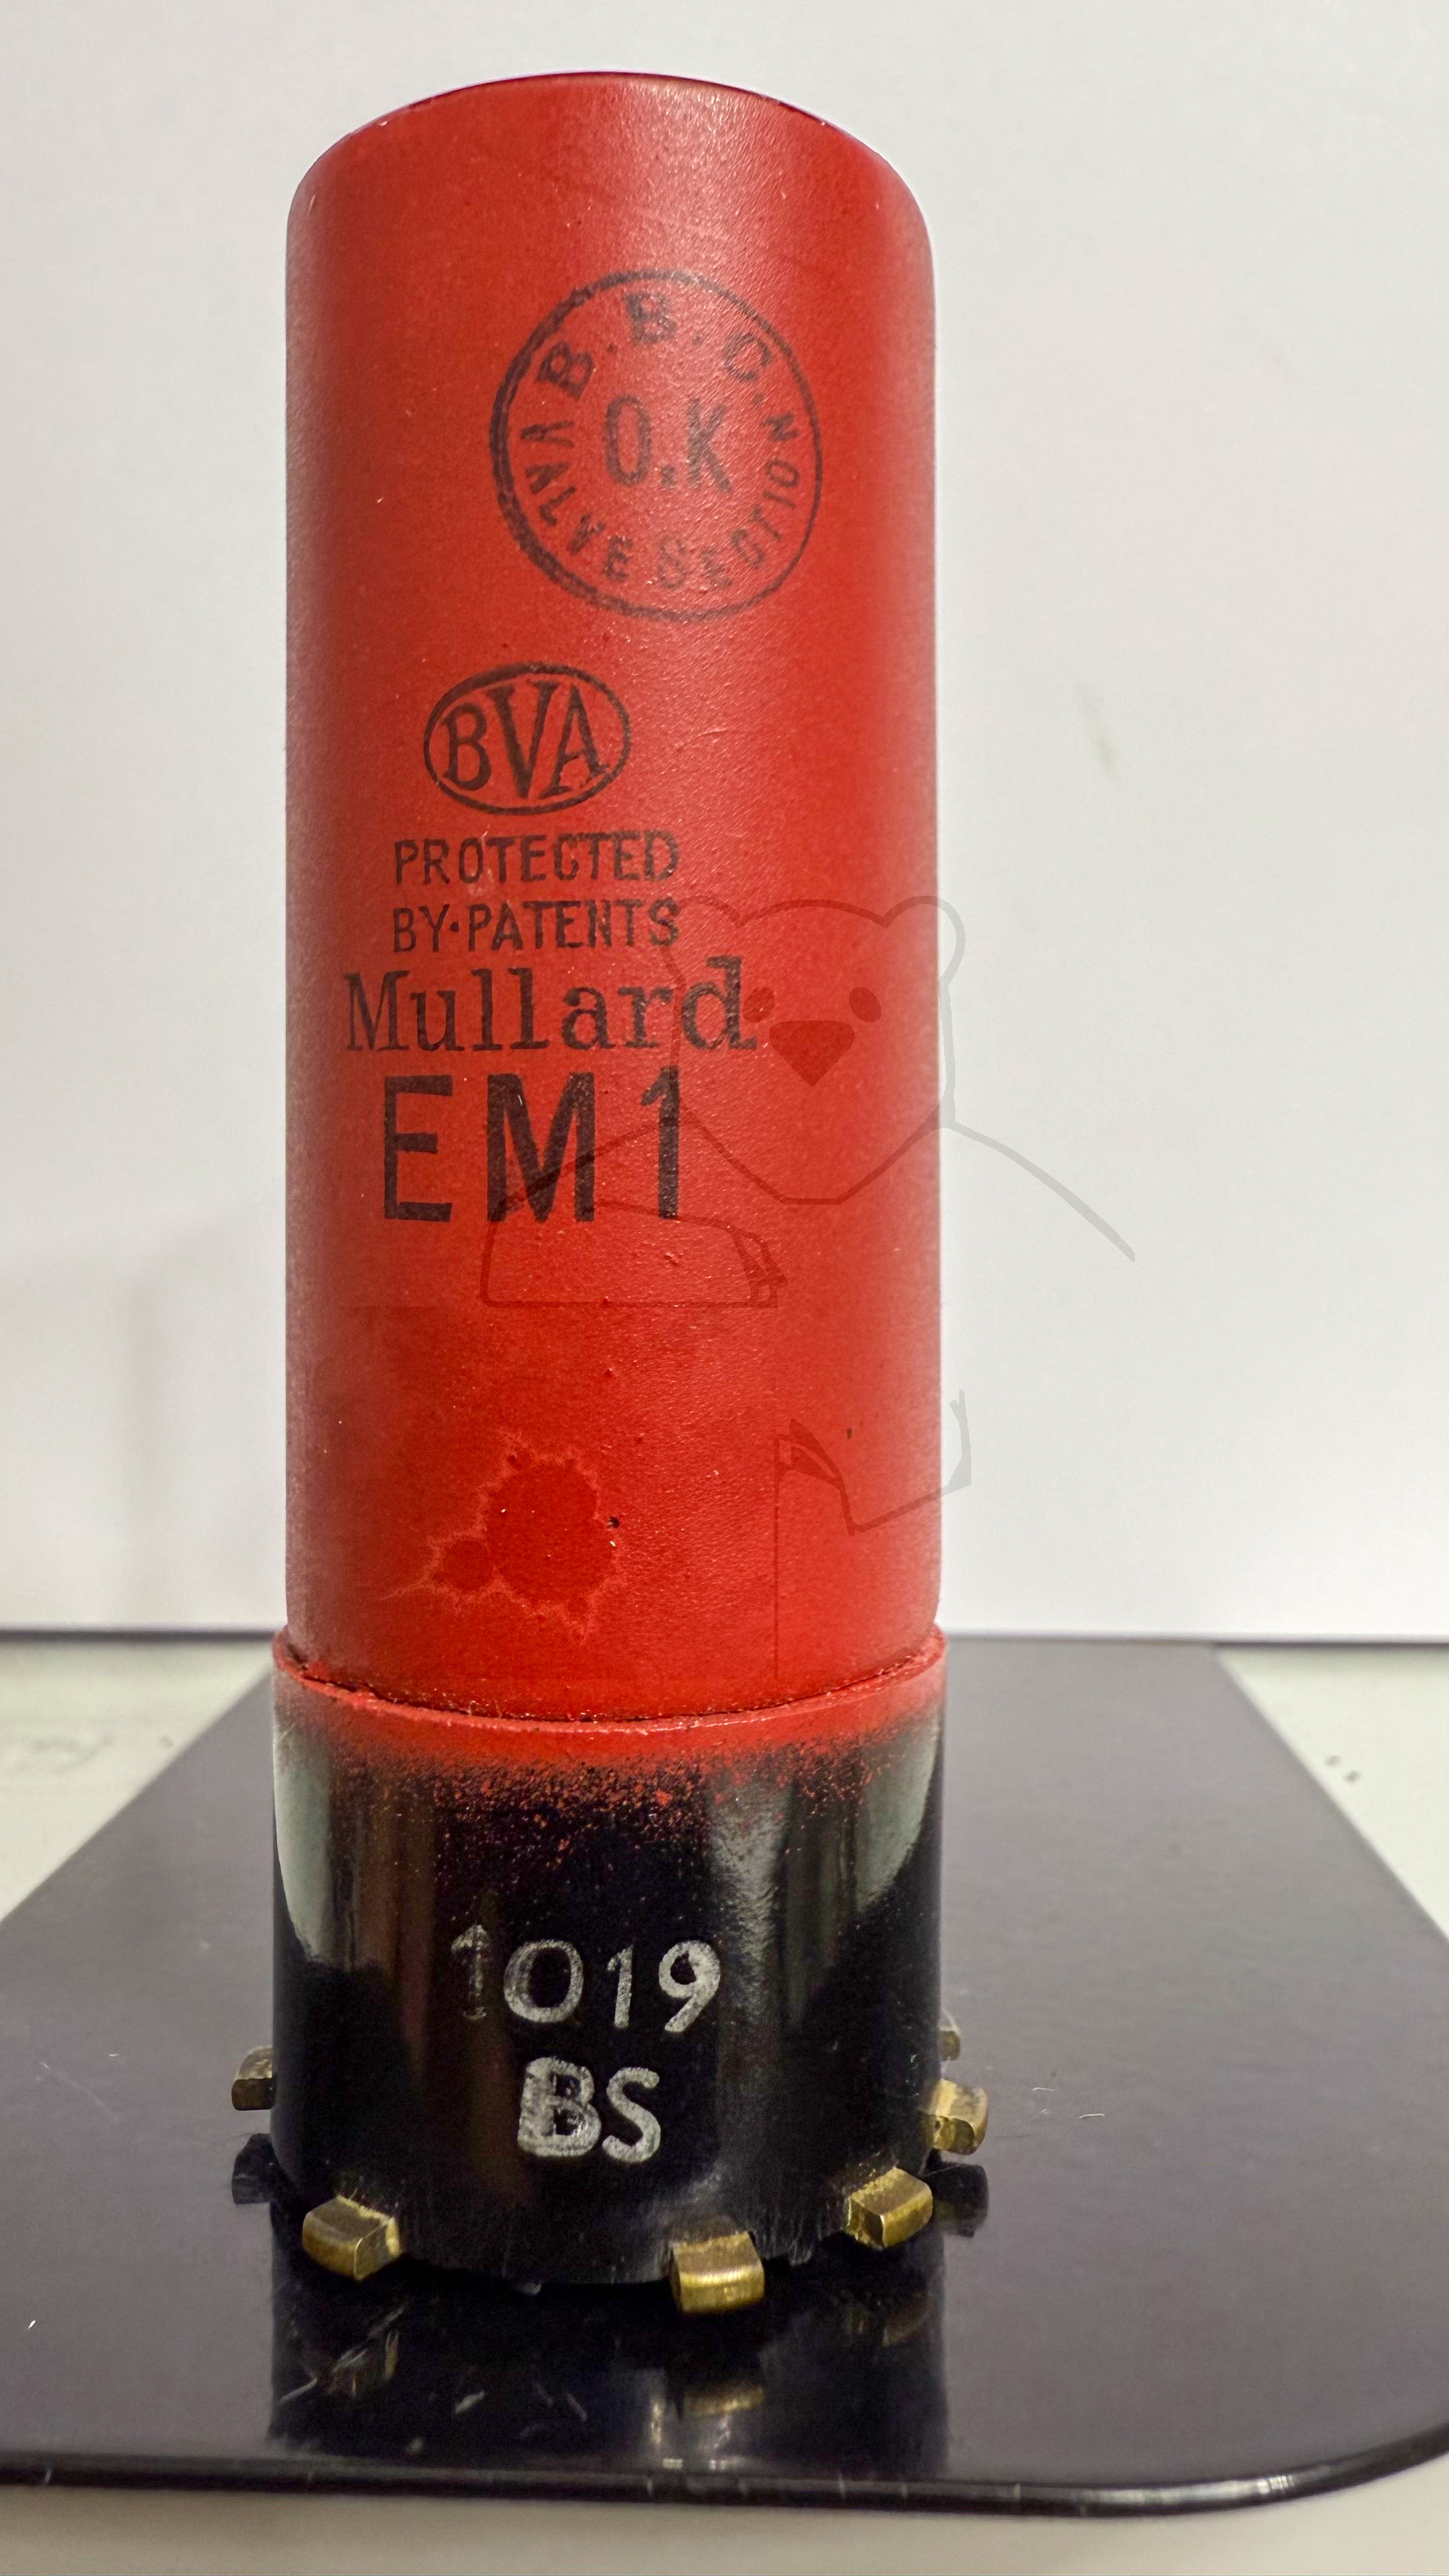 B.B.C.
O.K
VALVE SECTION
BVA
PROTECTED
BY·PATENTS
Mullard
EM1
1019
BS